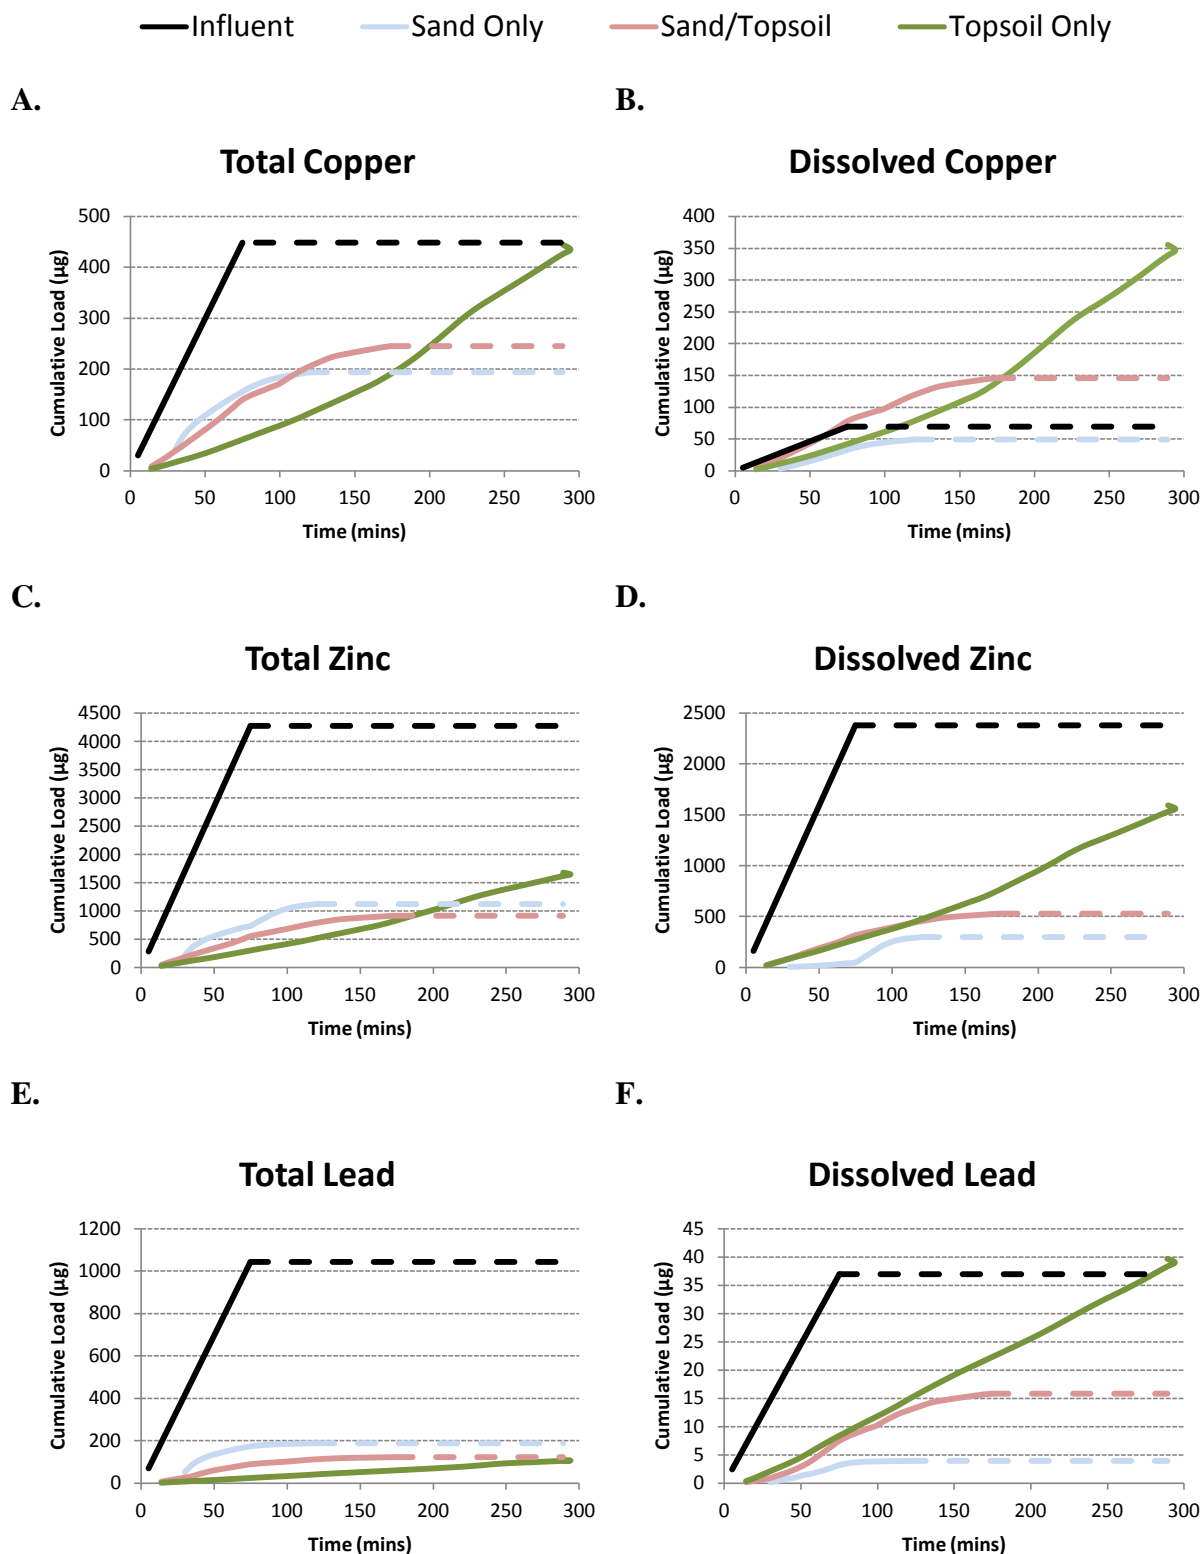 Influent Sand Only Sand/Topsoil Topsoil Only
A.
Total Copper
Cumulative Load (µg)
500
400
300
200
100
0
0 50 100 150 200 250 300
Time (mins)
B.
Dissolved Copper
Cumulative Load (µg)
400
350
300
250
200
150
100
50
0
0 50 100 150 200 250 300
Time (mins)
C.
Total Zinc
Cumulative Load (µg)
4500
4000
3500
3000
2500
2000
1500
1000
500
0
0 50 100 150 200 250 300
Time (mins)
D.
Dissolved Zinc
Cumulative Load (µg)
2500
2000
1500
1000
500
0
0 50 100 150 200 250 300
Time (mins)
E.
Total Lead
Cumulative Load (µg)
1200
1000
800
600
400
200
0
0 50 100 150 200 250 300
Time (mins)
F.
Dissolved Lead
Cumulative Load (µg)
45
40
35
30
25
20
15
10
5
0
0 50 100 150 200 250 300
Time (mins)